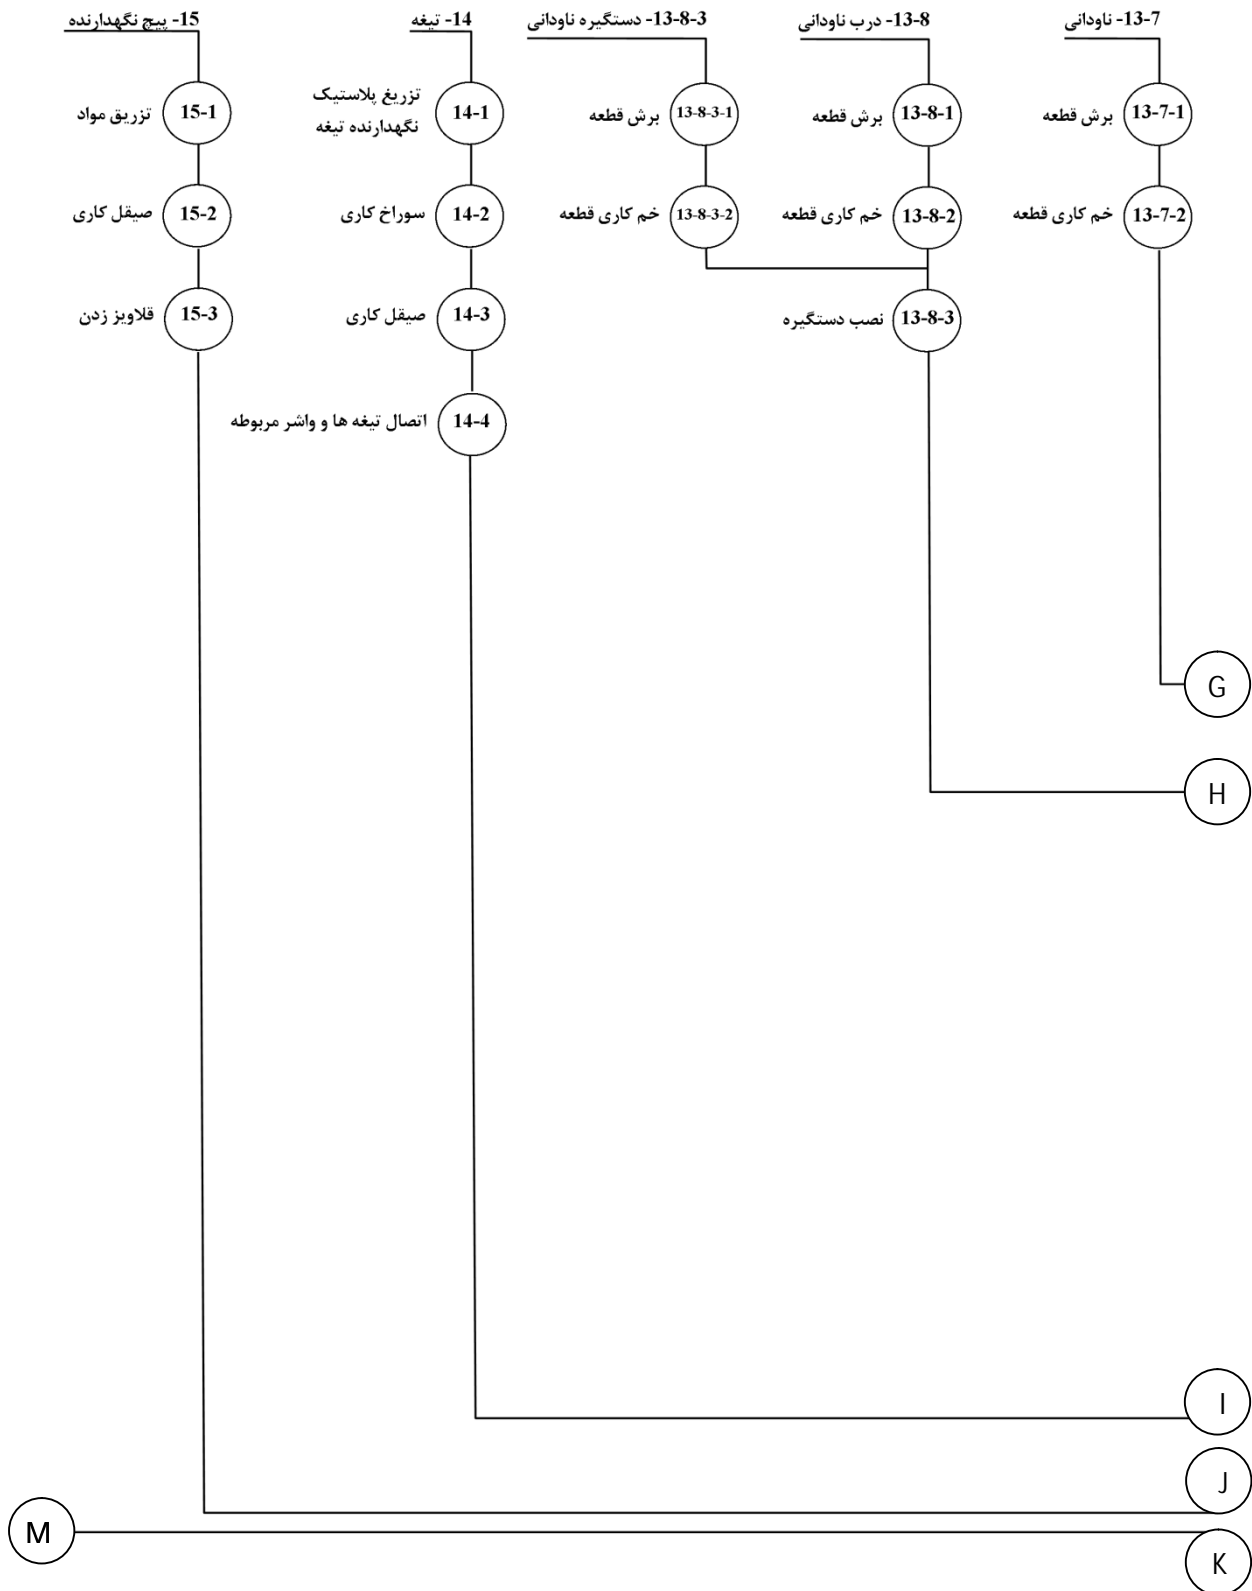 13-7- ناودانی
13-7-1
برش قطعه
13-7-2
خم کاری قطعه
13-8- درب ناودانی
13-8-1
برش قطعه
13-8-2
خم کاری قطعه
13-8-3
نصب دستگیره
13-8-3- دستگیره ناودانی
13-8-3-1
برش قطعه
13-8-3-2
خم کاری قطعه
14- تیغه
14-1
تزریغ پلاستیک
نگهدارنده تیغه
14-2
سوراخ کاری
14-3
صیقل کاری
14-4
اتصال تیغه ها و واشر مربوطه
15- پیچ نگهدارنده
15-1
تزریق مواد
15-2
صیقل کاری
15-3
قلاویز زدن
G
H
I
J
M
K